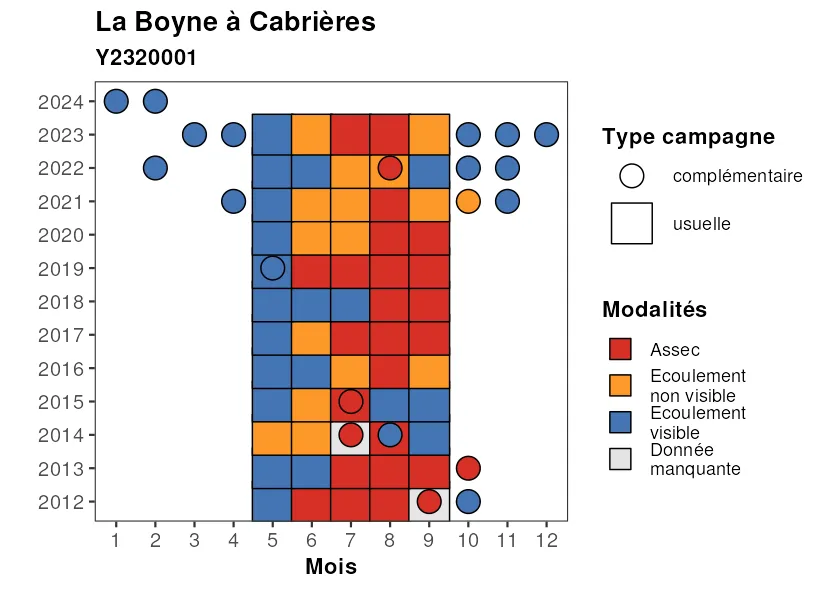 La Boyne à Cabrières
Y2320001
2024
2023
2022
2021
2020
2019
2018
2017
2016
2015
2014
2013
2012
1 2 3 4 5 6 7 8 9 10 11 12
Mois
Type campagne
complémentaire
usuelle
Modalités
Assec
Ecoulement
non visible
Ecoulement
visible
Donnée
manquante